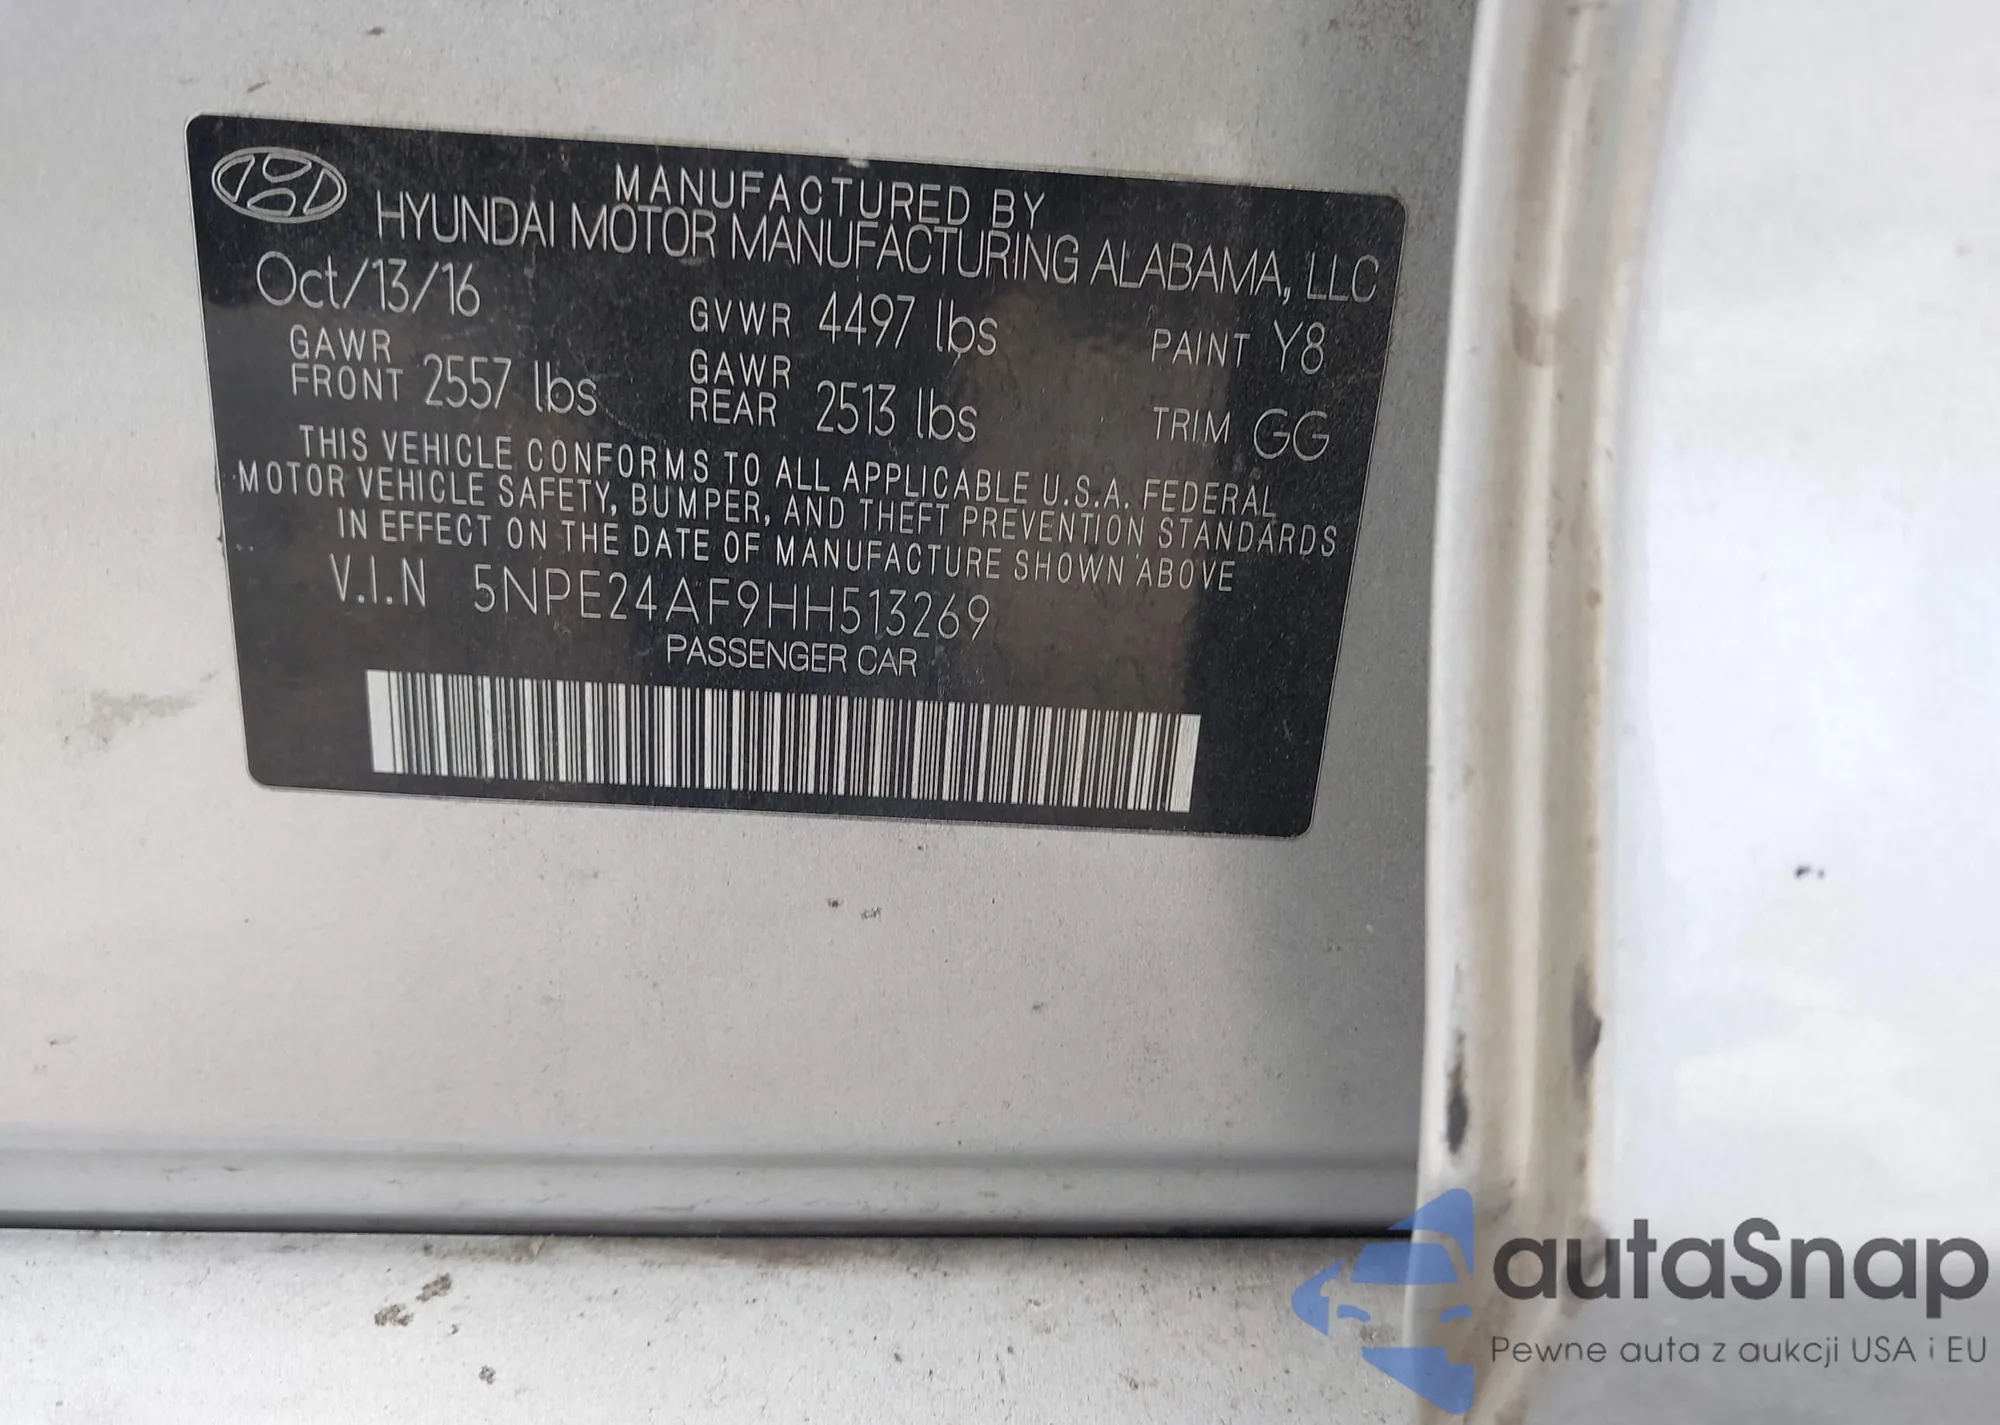 MANUFACTURED BY
HYUNDAI MOTOR MANUFACTURING ALABAMA, LLC
Oct/13/16
GVWR 4497 lbs
PAINT Y8
GAWR
FRONT 2557 lbs
GAWR
REAR 2513 lbs
TRIM GG
THIS VEHICLE CONFORMS TO ALL APPLICABLE U.S.A. FEDERAL
MOTOR VEHICLE SAFETY, BUMPER, AND THEFT PREVENTION STANDARDS
IN EFFECT ON THE DATE OF MANUFACTURE SHOWN ABOVE
V.I.N 5NPE24AF9HH513269
PASSENGER CAR
autaSnap
Pewne auta z aukcji USA i EU